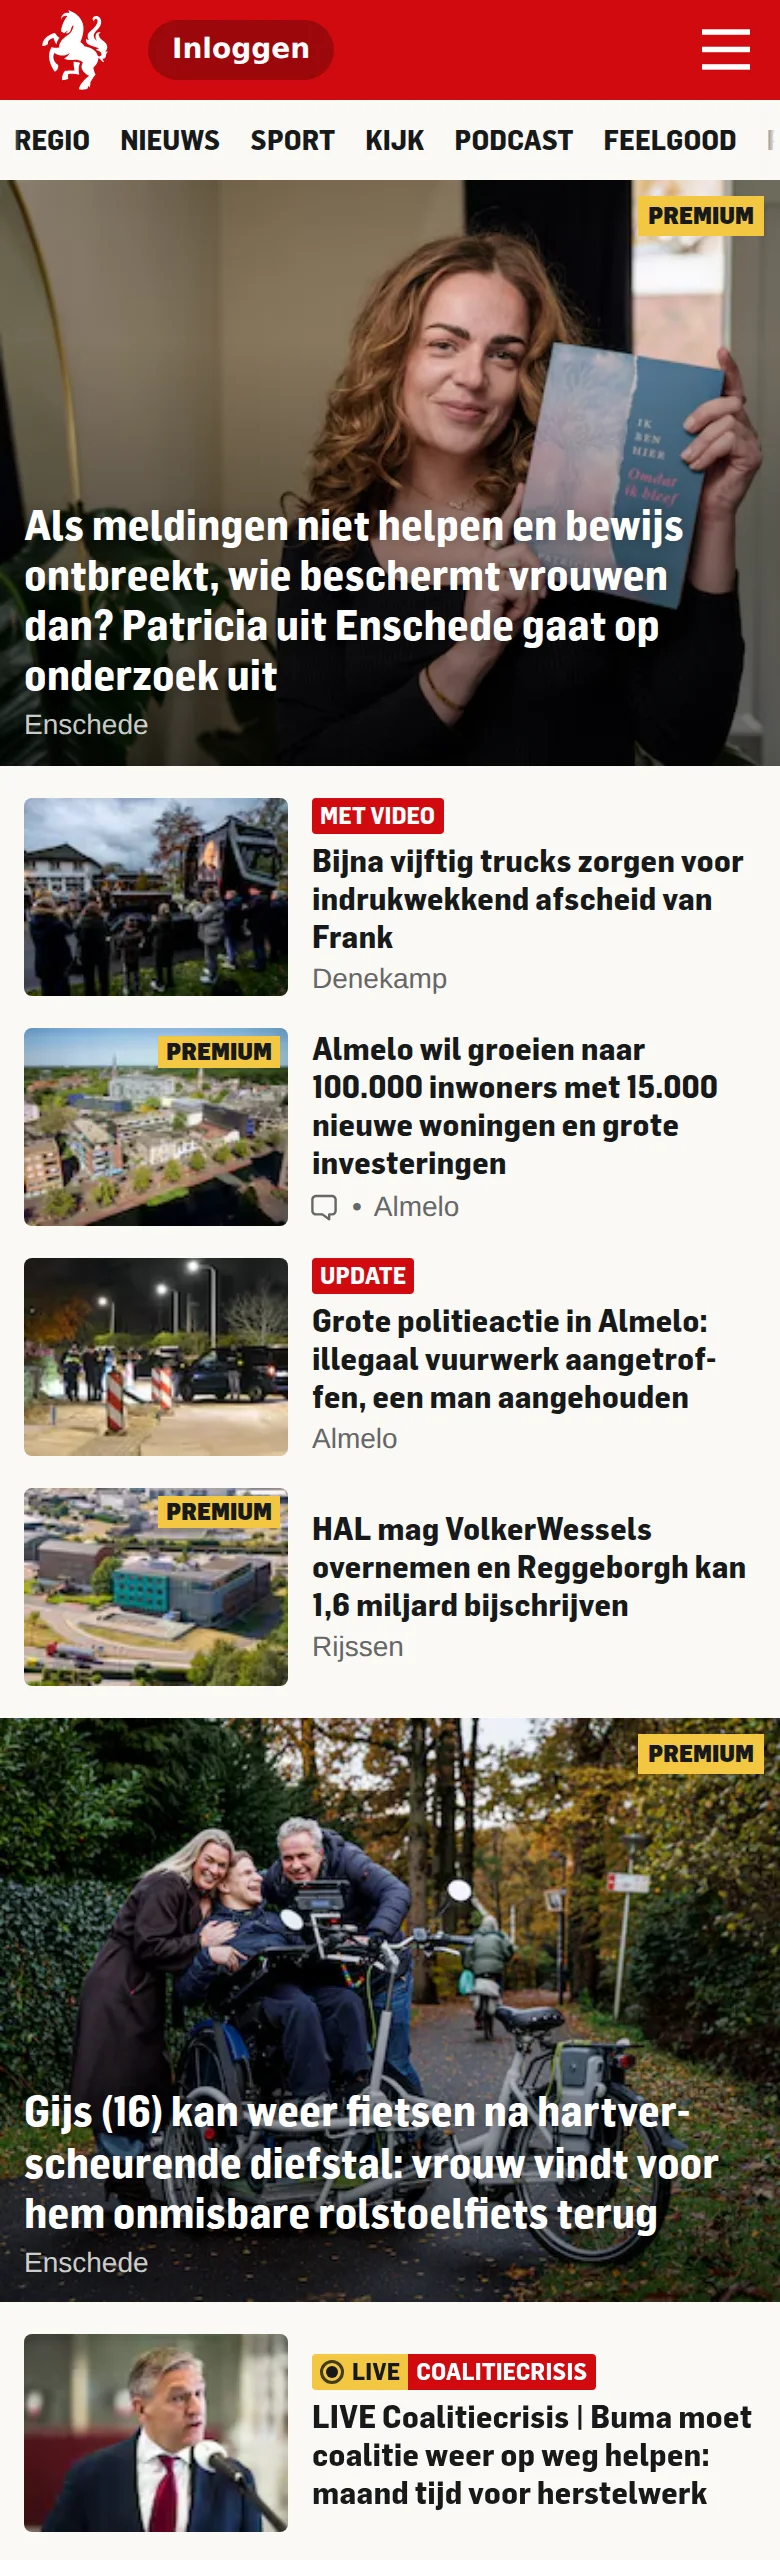 Inloggen
REGIO NIEUWS SPORT KIJK PODCAST FEELGOOD
PREMIUM
IK
BEN
HIER
Omdat
ik bleef
Als meldingen niet helpen en bewijs
ontbreekt, wie beschermt vrouwen
dan? Patricia uit Enschede gaat op
onderzoek uit
Enschede
MET VIDEO
Bijna vijftig trucks zorgen voor
indrukwekkend afscheid van
Frank
Denekamp
PREMIUM
Almelo wil groeien naar
100.000 inwoners met 15.000
nieuwe woningen en grote
investeringen
• Almelo
UPDATE
Grote politieactie in Almelo:
illegaal vuurwerk aangetrof-
fen, een man aangehouden
Almelo
PREMIUM
HAL mag VolkerWessels
overnemen en Reggeborgh kan
1,6 miljard bijschrijven
Rijssen
PREMIUM
Gijs (16) kan weer fietsen na hartver-
scheurende diefstal: vrouw vindt voor
hem onmisbare rolstoelfiets terug
Enschede
LIVE COALITIECRISIS
LIVE Coalitiecrisis | Buma moet
coalitie weer op weg helpen:
maand tijd voor herstelwerk